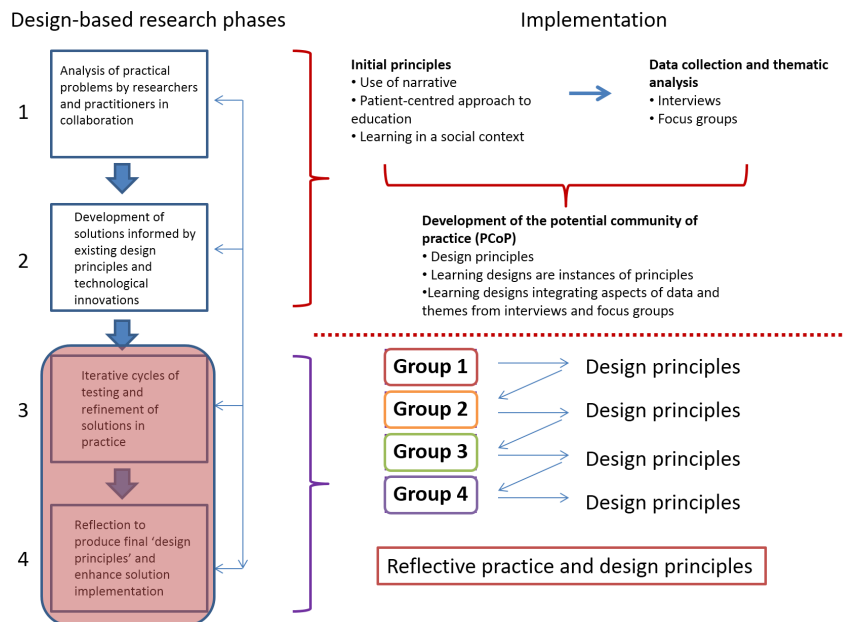 Design-based research phases
Implementation
1
Analysis of practical
problems by researchers
and practitioners in
collaboration
2
Development of
solutions informed by
existing design
principles and
technological
innovations
3
Iterative cycles of
testing and
refinement of
solutions in
practice
4
Reflection to
produce final ‘design
principles’ and
enhance solution
implementation
Initial principles
• Use of narrative
• Patient-centred approach to
education
• Learning in a social context
Data collection and thematic
analysis
• Interviews
• Focus groups
Development of the potential community of
practice (PCoP)
• Design principles
• Learning designs are instances of principles
•Learning designs integrating aspects of data and
themes from interviews and focus groups
Group 1
Design principles
Group 2
Design principles
Group 3
Design principles
Group 4
Design principles
Reflective practice and design principles